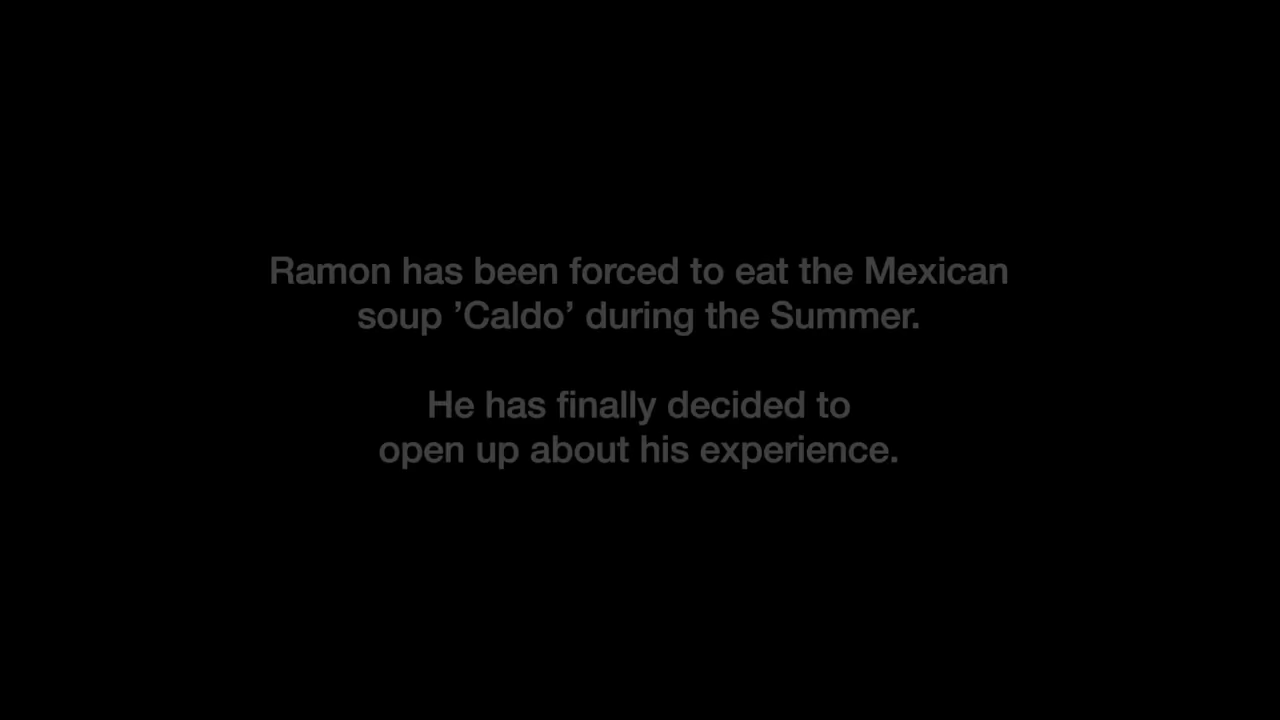 Ramon has been forced to eat the Mexican
soup ’Caldo’ during the Summer.
He has finally decided to
open up about his experience.